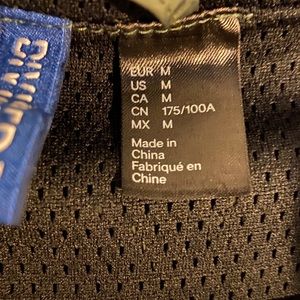 EUR M
US M
CA M
CN 175/100A
MX M
Made in
China
Fabriqué en
Chine